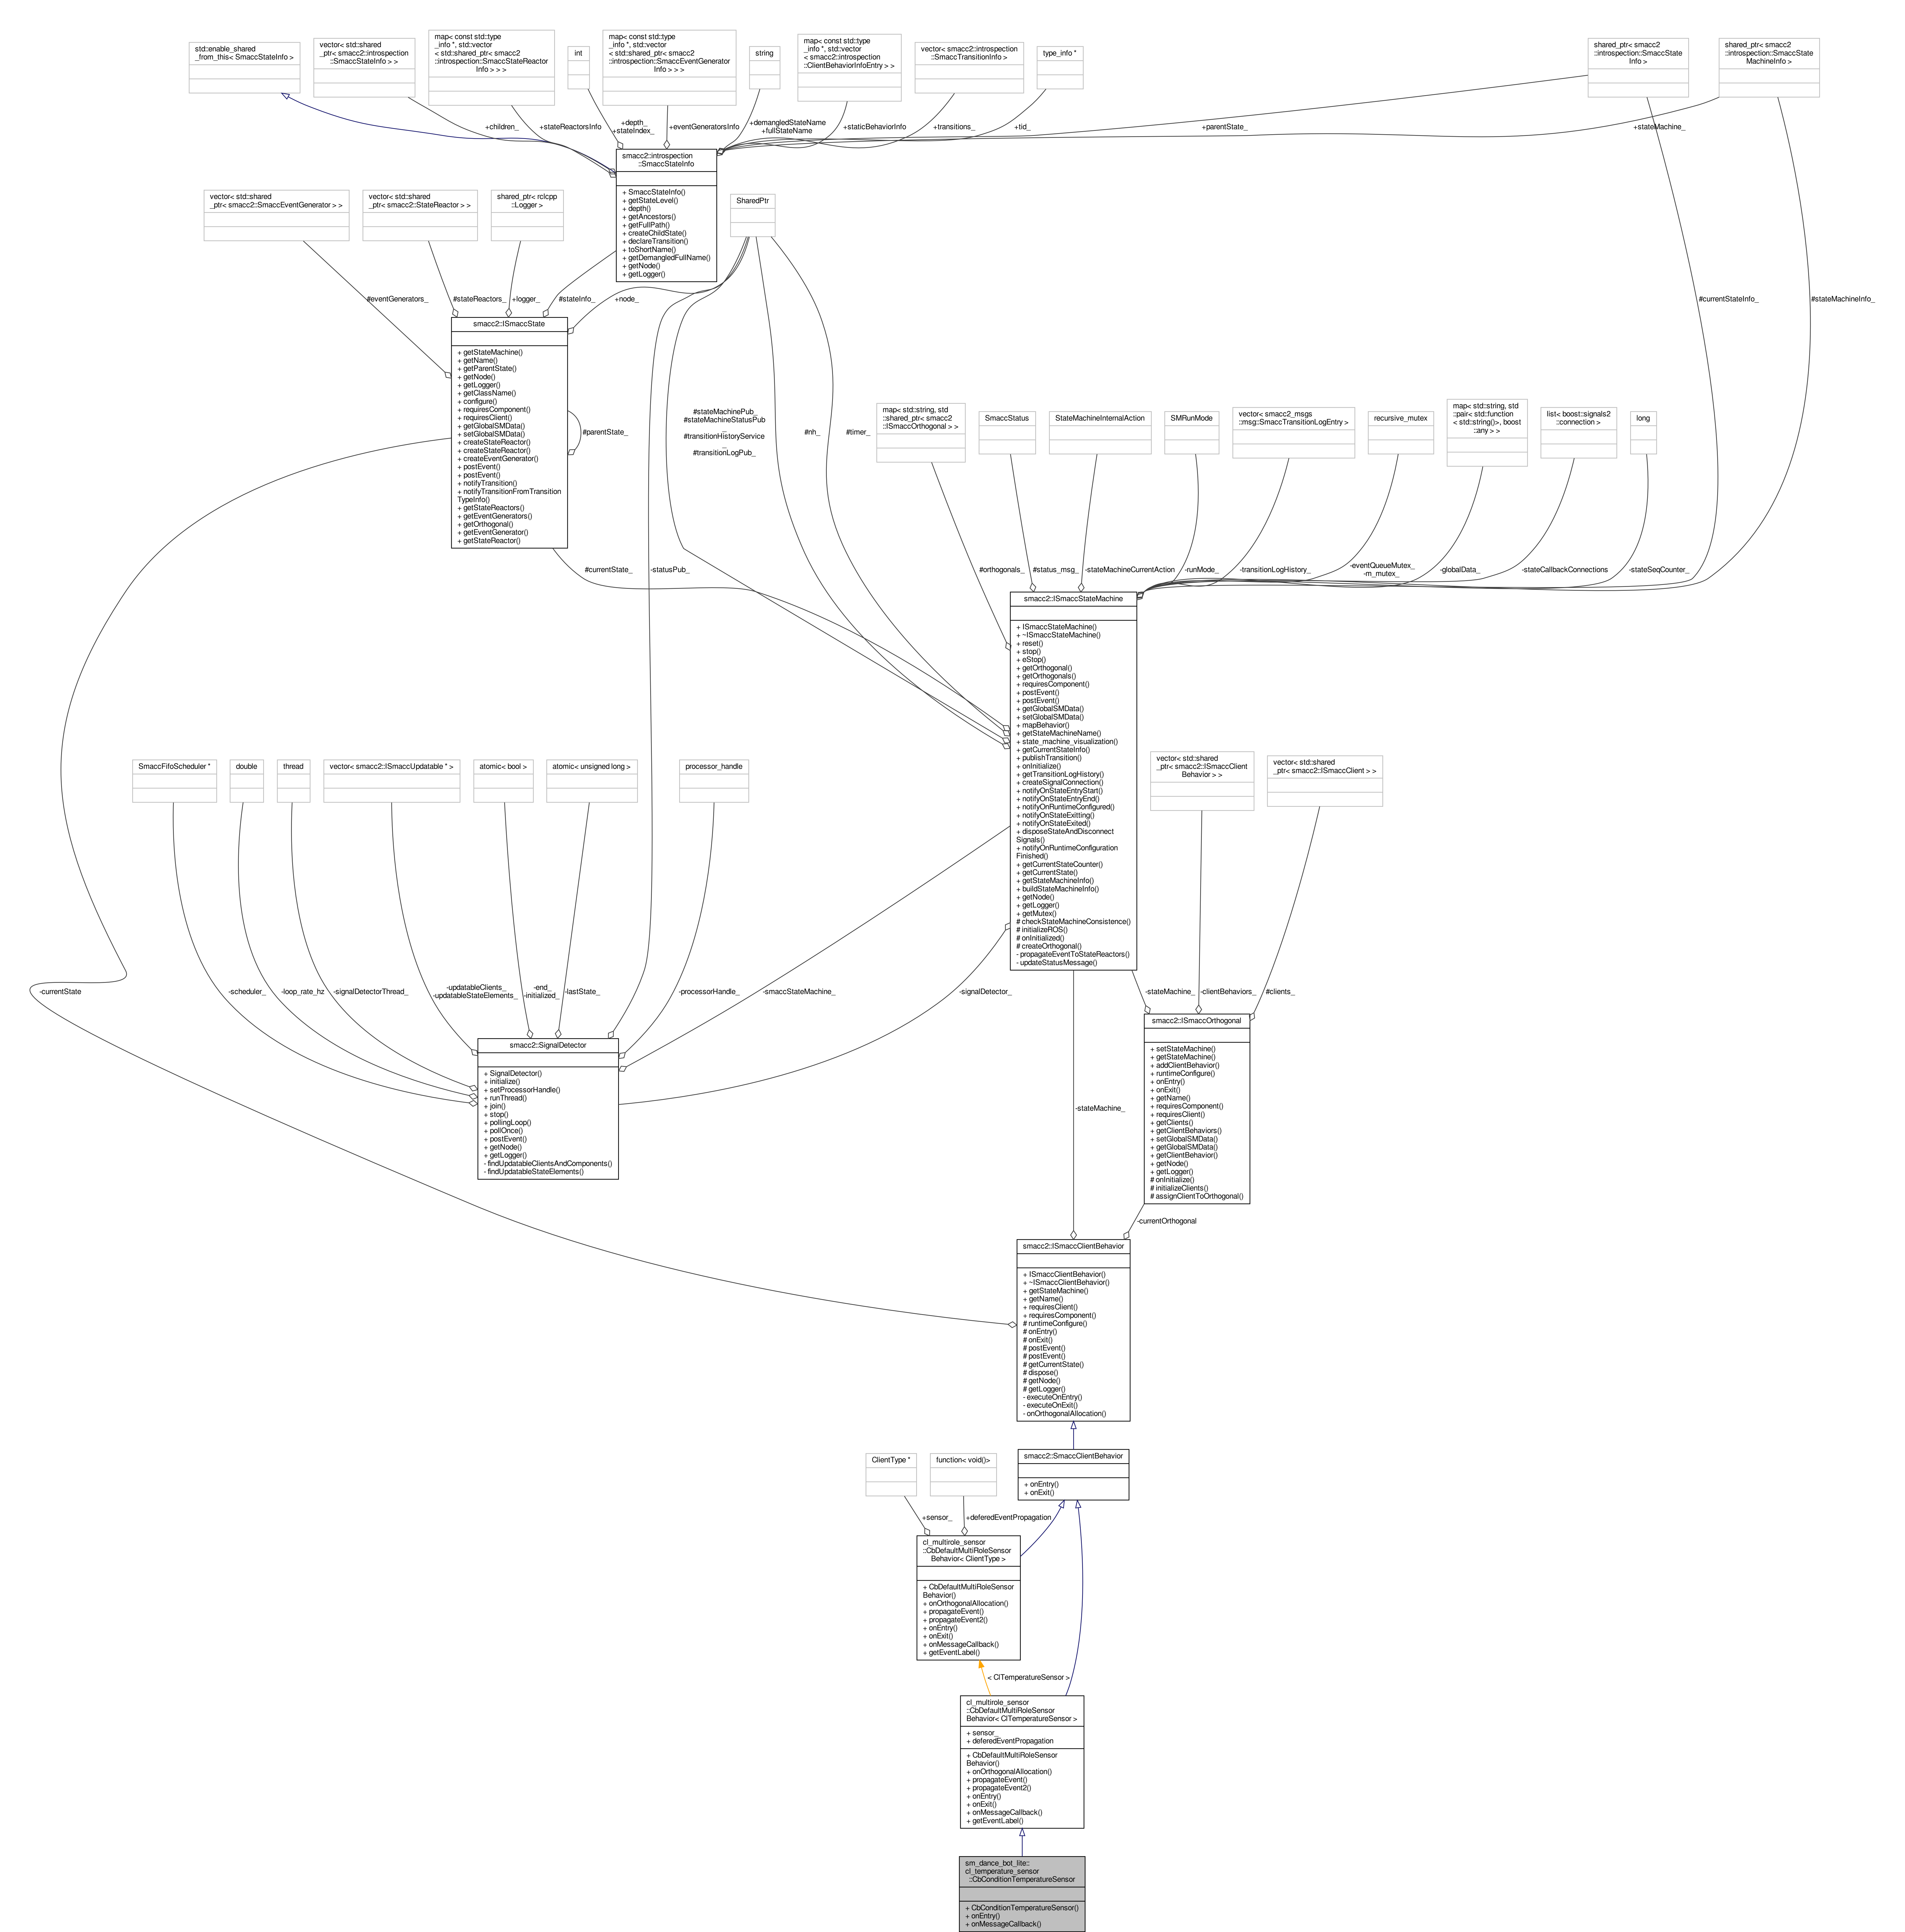 std::enable_shared
_from_this< SmaccStateInfo >
vector< std::shared
_ptr< smacc2::introspection
::SmaccStateInfo > >
map< const std::type
_info *, std::vector
< std::shared_ptr< smacc2
::introspection::SmaccStateReactor
Info > > >
int
map< const std::type
_info *, std::vector
< std::shared_ptr< smacc2
::introspection::SmaccEventGenerator
Info > > >
string
map< const std::type
_info *, std::vector
< smacc2::introspection
::ClientBehaviorInfoEntry > >
vector< smacc2::introspection
::SmaccTransitionInfo >
type_info *
shared_ptr< smacc2
::introspection::SmaccState
Info >
shared_ptr< smacc2
::introspection::SmaccState
MachineInfo >
+children_
+stateReactorsInfo
+depth_
+stateIndex_
+eventGeneratorsInfo
+demangledStateName
+fullStateName
+staticBehaviorInfo
+transitions_
+tid_
+parentState_
+stateMachine_
smacc2::introspection
::SmaccStateInfo
+ SmaccStateInfo()
+ getStateLevel()
+ depth()
+ getAncestors()
+ getFullPath()
+ createChildState()
+ declareTransition()
+ toShortName()
+ getDemangledFullName()
+ getNode()
+ getLogger()
vector< std::shared
_ptr< smacc2::SmaccEventGenerator > >
vector< std::shared
_ptr< smacc2::StateReactor > >
shared_ptr< rclcpp
::Logger >
SharedPtr
#eventGenerators_
#stateReactors_
+logger_
#stateInfo_
+node_
#currentStateInfo_
#stateMachineInfo_
smacc2::ISmaccState
+ getStateMachine()
+ getName()
+ getParentState()
+ getNode()
+ getLogger()
+ getClassName()
+ configure()
+ requiresComponent()
+ requiresClient()
+ getGlobalSMData()
+ setGlobalSMData()
+ createStateReactor()
+ createStateReactor()
+ createEventGenerator()
+ postEvent()
+ postEvent()
+ notifyTransition()
+ notifyTransitionFromTransition
TypeInfo()
+ getStateReactors()
+ getEventGenerators()
+ getOrthogonal()
+ getEventGenerator()
+ getStateReactor()
#parentState_
#stateMachinePub_
#stateMachineStatusPub
_
#transitionHistoryService
_
#transitionLogPub_
#nh_
#timer_
map< std::string, std
::shared_ptr< smacc2
::ISmaccOrthogonal > >
SmaccStatus
StateMachineInternalAction
SMRunMode
vector< smacc2_msgs
::msg::SmaccTransitionLogEntry >
recursive_mutex
map< std::string, std
::pair< std::function
< std::string()>, boost
::any > >
list< boost::signals2
::connection >
long
#currentState_
-statusPub_
#orthogonals_
#status_msg_
-stateMachineCurrentAction
-runMode_
-transitionLogHistory_
-eventQueueMutex_
-m_mutex_
-globalData_
-stateCallbackConnections
-stateSeqCounter_
smacc2::ISmaccStateMachine
+ ISmaccStateMachine()
+ ~ISmaccStateMachine()
+ reset()
+ stop()
+ eStop()
+ getOrthogonal()
+ getOrthogonals()
+ requiresComponent()
+ postEvent()
+ postEvent()
+ getGlobalSMData()
+ setGlobalSMData()
+ mapBehavior()
+ getStateMachineName()
+ state_machine_visualization()
+ getCurrentStateInfo()
+ publishTransition()
+ onInitialize()
+ getTransitionLogHistory()
+ createSignalConnection()
+ notifyOnStateEntryStart()
+ notifyOnStateEntryEnd()
+ notifyOnRuntimeConfigured()
+ notifyOnStateExitting()
+ notifyOnStateExited()
+ disposeStateAndDisconnect
Signals()
+ notifyOnRuntimeConfiguration
Finished()
+ getCurrentStateCounter()
+ getCurrentState()
+ getStateMachineInfo()
+ buildStateMachineInfo()
+ getNode()
+ getLogger()
+ getMutex()
# checkStateMachineConsistence()
# initializeROS()
# onInitialized()
# createOrthogonal()
- propagateEventToStateReactors()
- updateStatusMessage()
SmaccFifoScheduler *
double
thread
vector< smacc2::ISmaccUpdatable * >
atomic< bool >
atomic< unsigned long >
processor_handle
vector< std::shared
_ptr< smacc2::ISmaccClient
Behavior > >
vector< std::shared
_ptr< smacc2::ISmaccClient > >
-currentState
-scheduler_
-loop_rate_hz
-signalDetectorThread_
-updatableClients_
-updatableStateElements_
-end_
-initialized_
-lastState_
-processorHandle_
-smaccStateMachine_
-signalDetector_
-stateMachine_
-clientBehaviors_
#clients_
smacc2::SignalDetector
+ SignalDetector()
+ initialize()
+ setProcessorHandle()
+ runThread()
+ join()
+ stop()
+ pollingLoop()
+ pollOnce()
+ postEvent()
+ getNode()
+ getLogger()
- findUpdatableClientsAndComponents()
- findUpdatableStateElements()
smacc2::ISmaccOrthogonal
+ setStateMachine()
+ getStateMachine()
+ addClientBehavior()
+ runtimeConfigure()
+ onEntry()
+ onExit()
+ getName()
+ requiresComponent()
+ requiresClient()
+ getClients()
+ getClientBehaviors()
+ setGlobalSMData()
+ getGlobalSMData()
+ getClientBehavior()
+ getNode()
+ getLogger()
# onInitialize()
# initializeClients()
# assignClientToOrthogonal()
-stateMachine_
-currentOrthogonal
smacc2::ISmaccClientBehavior
+ ISmaccClientBehavior()
+ ~ISmaccClientBehavior()
+ getStateMachine()
+ getName()
+ requiresClient()
+ requiresComponent()
# runtimeConfigure()
# onEntry()
# onExit()
# postEvent()
# postEvent()
# getCurrentState()
# dispose()
# getNode()
# getLogger()
- executeOnEntry()
- executeOnExit()
- onOrthogonalAllocation()
ClientType *
function< void()>
smacc2::SmaccClientBehavior
+ onEntry()
+ onExit()
+sensor_
+deferedEventPropagation
cl_multirole_sensor
::CbDefaultMultiRoleSensor
Behavior< ClientType >
+ CbDefaultMultiRoleSensor
Behavior()
+ onOrthogonalAllocation()
+ propagateEvent()
+ propagateEvent2()
+ onEntry()
+ onExit()
+ onMessageCallback()
+ getEventLabel()
< ClTemperatureSensor >
cl_multirole_sensor
::CbDefaultMultiRoleSensor
Behavior< ClTemperatureSensor >
+ sensor_
+ deferedEventPropagation
+ CbDefaultMultiRoleSensor
Behavior()
+ onOrthogonalAllocation()
+ propagateEvent()
+ propagateEvent2()
+ onEntry()
+ onExit()
+ onMessageCallback()
+ getEventLabel()
sm_dance_bot_lite::
cl_temperature_sensor
::CbConditionTemperatureSensor
+ CbConditionTemperatureSensor()
+ onEntry()
+ onMessageCallback()